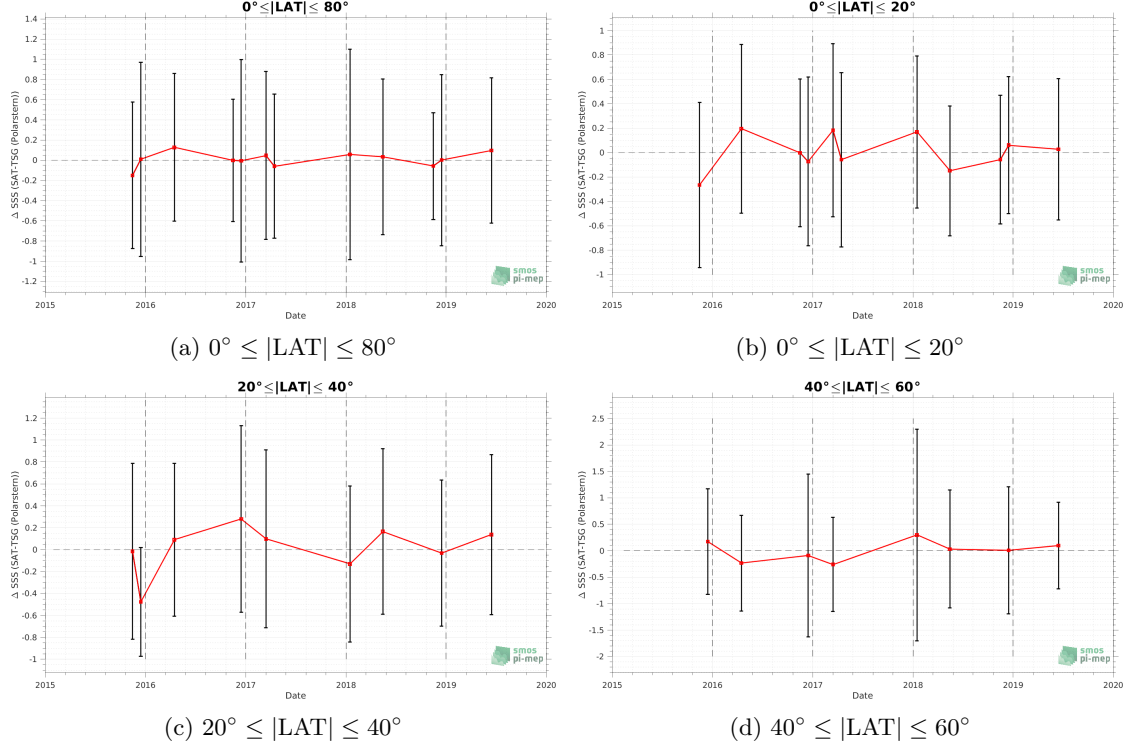 0°≤|LAT|≤ 80°
1.4
1.2
1
0.8
0.6
0.4
0.2
0
-0.2
-0.4
-0.6
-0.8
-1
-1.2
Δ SSS (SAT-TSG (Polarstern))
2015 2016 2017 2018 2019 2020
Date
smos
pi-mep
(a) 0° ≤ |LAT| ≤ 80°
0°≤|LAT|≤ 20°
1
0.8
0.6
0.4
0.2
0
-0.2
-0.4
-0.6
-0.8
-1
Δ SSS (SAT-TSG (Polarstern))
2015 2016 2017 2018 2019 2020
Date
smos
pi-mep
(b) 0° ≤ |LAT| ≤ 20°
20°≤|LAT|≤ 40°
1.2
1
0.8
0.6
0.4
0.2
0
-0.2
-0.4
-0.6
-0.8
-1
Δ SSS (SAT-TSG (Polarstern))
2015 2016 2017 2018 2019 2020
Date
smos
pi-mep
(c) 20° ≤ |LAT| ≤ 40°
40°≤|LAT|≤ 60°
2.5
2
1.5
1
0.5
0
-0.5
-1
-1.5
-2
Δ SSS (SAT-TSG (Polarstern))
2015 2016 2017 2018 2019 2020
Date
smos
pi-mep
(d) 40° ≤ |LAT| ≤ 60°